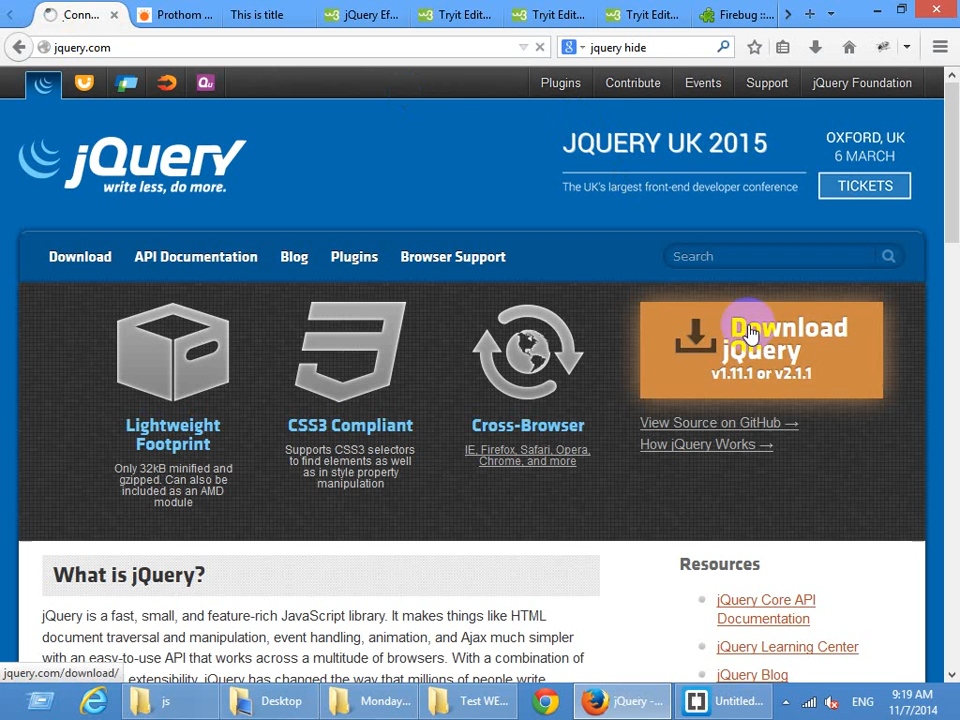 Conn...
Prothom ...
This is title
jQuery Ef...
Tryit Edit...
Tryit Edit...
Tryit Edit...
Firebug ::...
jquery.com
jquery hide
Qu
Plugins
Contribute
Events
Support
jQuery Foundation
jQuery
write less, do more.
JQUERY UK 2015
The UK's largest front-end developer conference
OXFORD, UK
6 MARCH
TICKETS
Download
API Documentation
Blog
Plugins
Browser Support
Search
Lightweight
Footprint
Only 32kB minified and
gzipped. Can also be
included as an AMD
module
CSS3 Compliant
Supports CSS3 selectors
to find elements as well
as in style property
manipulation
Cross-Browser
IE, Firefox, Safari, Opera,
Chrome, and more
Download
jQuery
v1.11.1 or v2.1.1
View Source on GitHub →
How jQuery Works →
What is jQuery?
jQuery is a fast, small, and feature-rich JavaScript library. It makes things like HTML
document traversal and manipulation, event handling, animation, and Ajax much simpler
with an easy-to-use API that works across a multitude of browsers. With a combination of
extensibility, jQuery has changed the way that millions of people write
Resources
jQuery Core API
Documentation
jQuery Learning Center
jQuery Blog
jquery.com/download/
js
Desktop
Monday...
Test WE...
jQuery -...
Untitled...
ENG
9:19 AM
11/7/2014